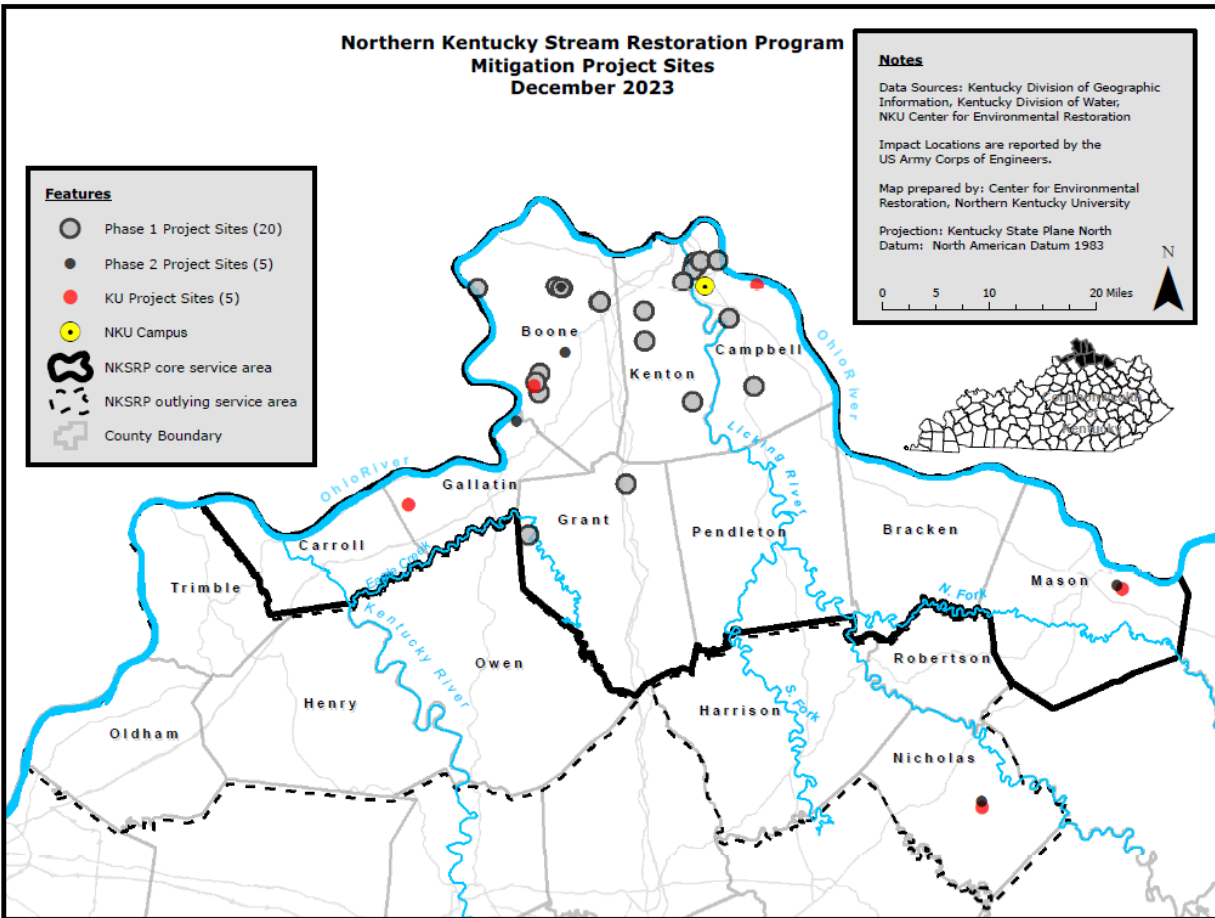 Northern Kentucky Stream Restoration Program
Mitigation Project Sites
December 2023
Notes
Data Sources: Kentucky Division of Geographic
Information, Kentucky Division of Water,
NKU Center for Environmental Restoration
Impact Locations are reported by the
US Army Corps of Engineers.
Map prepared by: Center for Environmental
Restoration, Northern Kentucky University
Projection: Kentucky State Plane North
Datum: North American Datum 1983
N
0 5 10 20 Miles
Features
Phase 1 Project Sites (20)
Phase 2 Project Sites (5)
KU Project Sites (5)
NKU Campus
NKSRP core service area
NKSRP outlying service area
County Boundary
Boone
Kenton
Campbell
Ohio River
Commonwealth
of
Kentucky
Licking River
Ohio River
Gallatin
Grant
Pendleton
Bracken
Carroll
Eagle Creek
Trimble
Mason
N. Fork
Kentucky River
Owen
Robertson
Henry
Harrison
S. Fork
Oldham
Nicholas